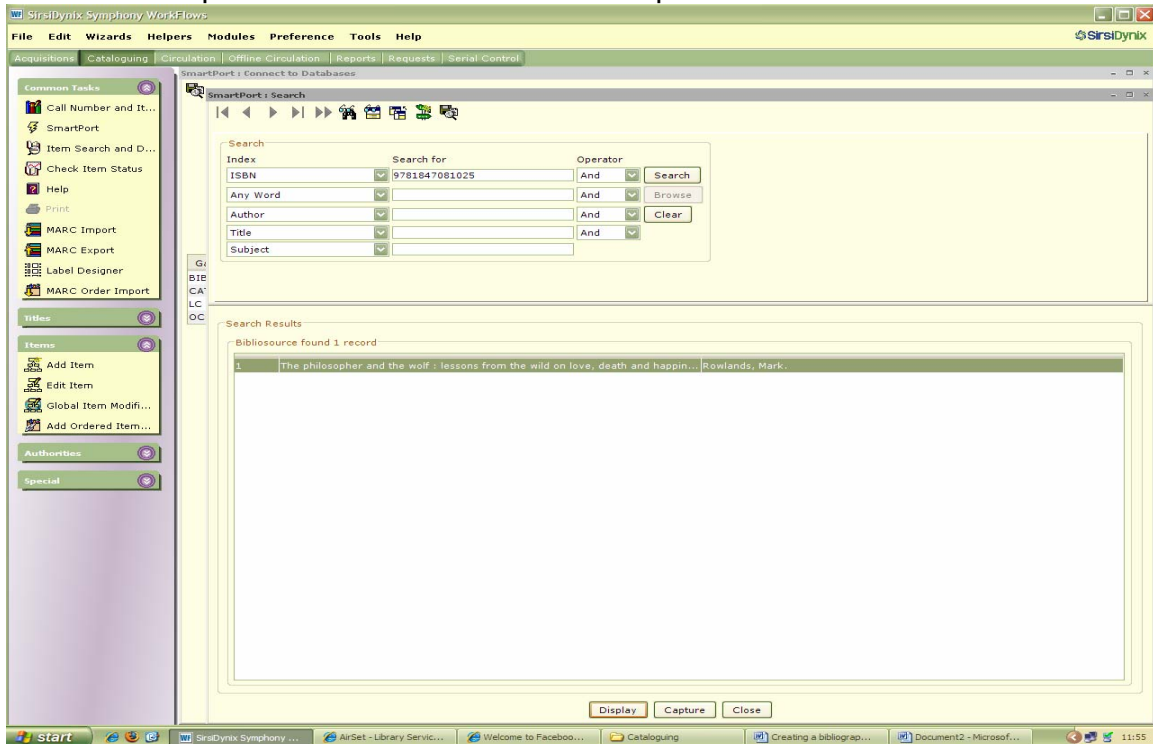 SirsiDynix Symphony WorkFlows
File Edit Wizards Helpers Modules Preference Tools Help
SirsiDynix
Acquisitions Cataloguing Circulation Offline Circulation Reports Requests Serial Control
SmartPort : Connect to Databases
Common Tasks
SmartPort : Search
Call Number and It...
SmartPort
Item Search and D...
Check Item Status
Help
Print
MARC Import
MARC Export
Label Designer
MARC Order Import
Search
Index Search for Operator
ISBN 9781847081025 And Search
Any Word And Browse
Author And Clear
Title And
Subject
BIB
CA
LC
OC
Titles
Items
Add Item
Edit Item
Global Item Modifi...
Add Ordered Item...
Authorities
Special
Search Results
Bibliosource found 1 record
1 The philosopher and the wolf : lessons from the wild on love, death and happin... Rowlands, Mark.
Display Capture Close
start SirsiDynix Symphony ... AirSet - Library Servic... Welcome to Faceboo... Cataloguing Creating a bibliograp... Document2 - Microsof... 11:55